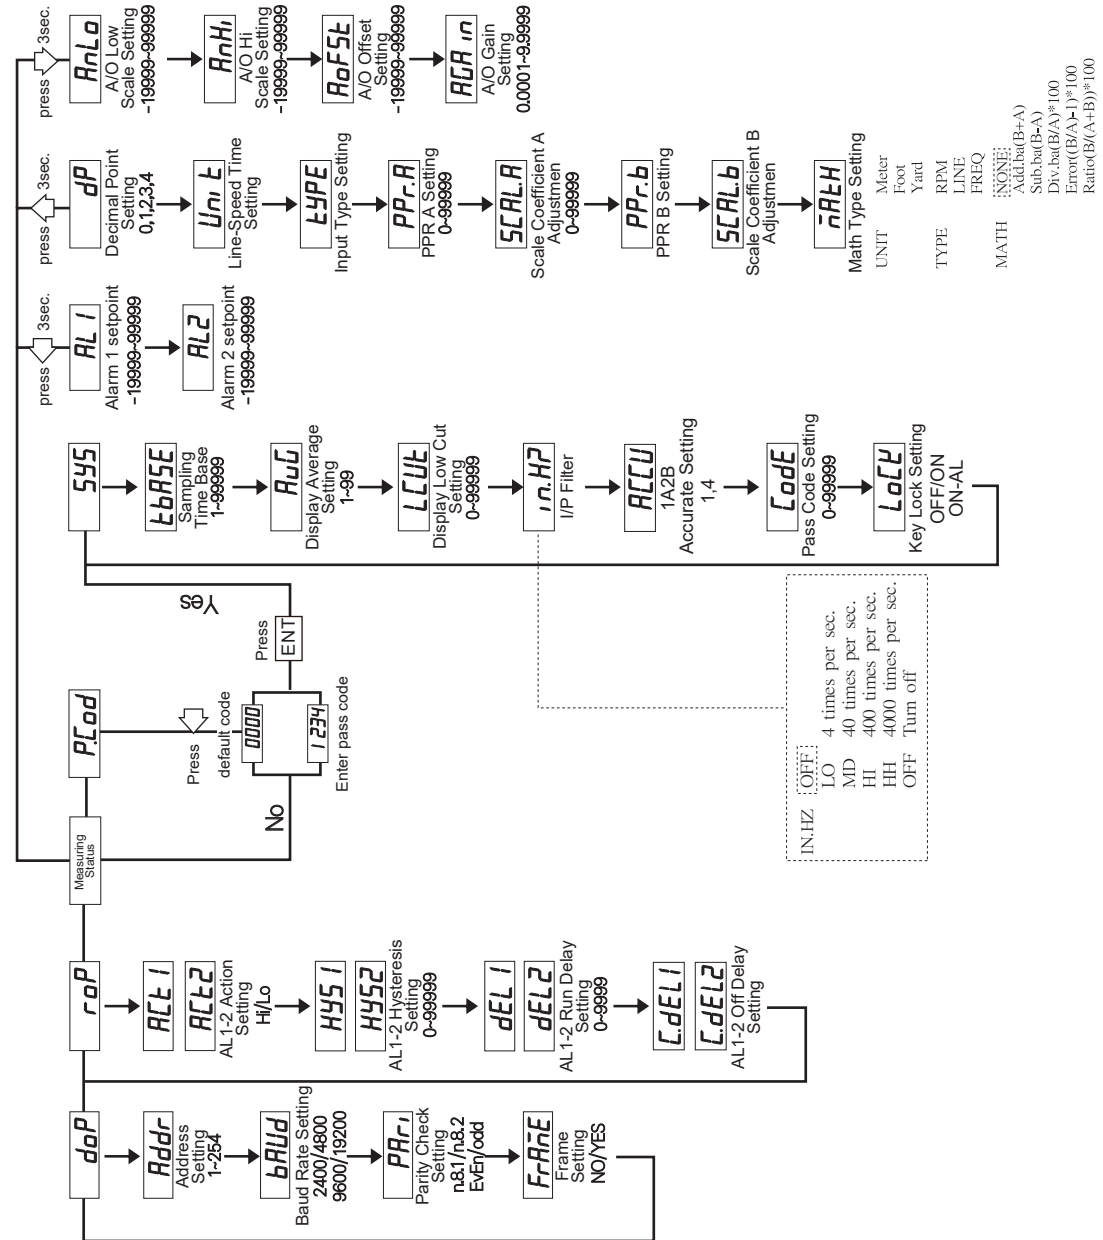 doP
Addr
Address
Setting
1~254
bAUd
Baud Rate Setting
2400/4800
9600/19200
PAri
Parity Check
Setting
n.8.1/n.8.2
EvEn/odd
FrAmE
Frame
Setting
NO/YES
roP
ACt1
ACt2
AL1-2 Action
Setting
Hi/Lo
HYS1
HYS2
AL1-2 Hysteresis
Setting
0~99999
dEL1
dEL2
AL1-2 Run Delay
Setting
0~9999
C.dEL1
C.dEL2
AL1-2 Off Delay
Setting
Measuring
Status
P.Cod
Press
default code
0000
1234
Enter pass code
No
Press
ENT
Yes
SYS
tbASE
Sampling
Time Base
1~99999
AvG
Display Average
Setting
1~99
LCUt
Display Low Cut
Setting
0~99999
in.HZ
I/P Filter
ACCU
1A2B
Accurate Setting
1,4
CodE
Pass Code Setting
0~99999
LoCK
Key Lock Setting
OFF/ON
ON-AL
IN.HZ OFF
LO 4 times per sec.
MD 40 times per sec.
HI 400 times per sec.
HH 4000 times per sec.
OFF Turn off
press 3sec.
AL1
Alarm 1 setpoint
-19999~99999
AL2
Alarm 2 setpoint
-19999~99999
press 3sec.
dP
Decimal Point
Setting
0,1,2,3,4
Unit
Line-Speed Time
Setting
tYPE
Input Type Setting
PPr.A
PPR A Setting
0~99999
SCAL.A
Scale Coefficient A
Adjustment
0~99999
PPr.b
PPR B Setting
SCAL.b
Scale Coefficient B
Adjustmen
mAtH
Math Type Setting
UNIT Meter
Foot
Yard
TYPE RPM
LINE
FREQ
MATH NONE
Add.ba(B+A)
Sub.ba(B-A)
Div.ba(B/A)*100
Error((B/A)-1)*100
Ratio(B/(A+B))*100
press 3sec.
AnLo
A/O Low
Scale Setting
-19999~99999
AnHi
A/O Hi
Scale Setting
-19999~99999
AoFSt
A/O Offset
Setting
-19999~99999
AGAin
A/O Gain
Setting
0.0001~9.9999